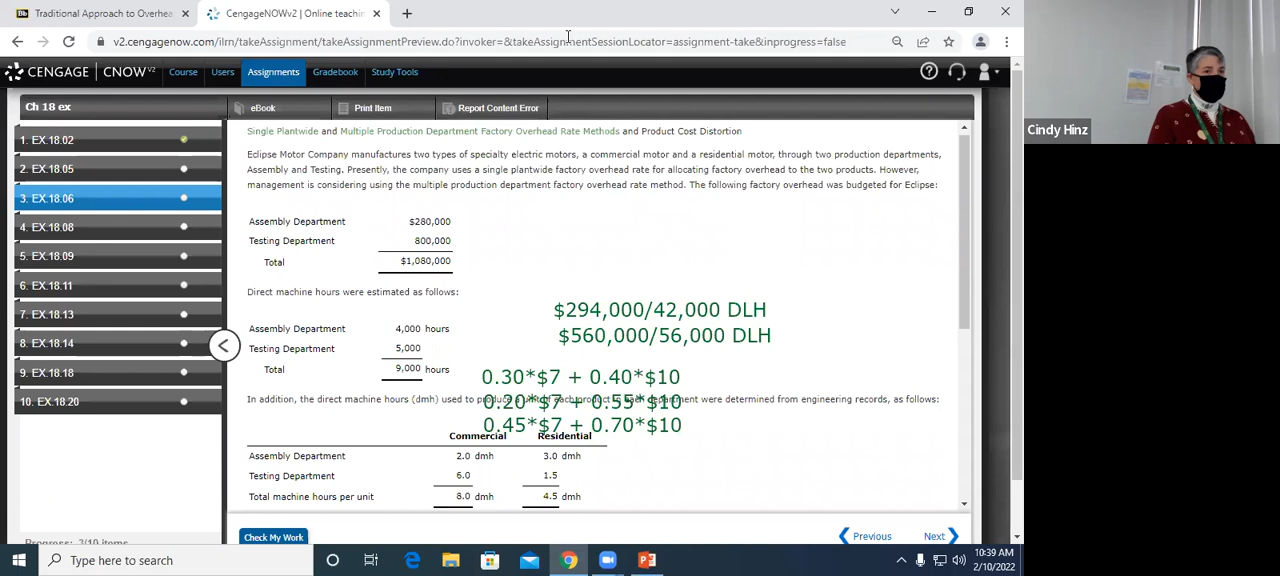 Traditional Approach to Overhea
CengageNOWv2 | Online teachin
v2.cengagenow.com/ilrn/takeAssignment/takeAssignmentPreview.do?invoker=&takeAssignmentSessionLocator=assignment-take&inprogress=false
CENGAGE | CNOWv2 Course Users Assignments Gradebook Study Tools
Ch 18 ex
eBook Print Item Report Content Error
1. EX.18.02
2. EX.18.05
3. EX.18.06
4. EX.18.08
5. EX.18.09
6. EX.18.11
7. EX.18.13
8. EX.18.14
9. EX.18.18
10. EX.18.20
Progress: 3/10 items
Single Plantwide and Multiple Production Department Factory Overhead Rate Methods and Product Cost Distortion
Eclipse Motor Company manufactures two types of specialty electric motors, a commercial motor and a residential motor, through two production departments,
Assembly and Testing. Presently, the company uses a single plantwide factory overhead rate for allocating factory overhead to the two products. However,
management is considering using the multiple production department factory overhead rate method. The following factory overhead was budgeted for Eclipse:
Assembly Department $280,000
Testing Department 800,000
Total $1,080,000
Direct machine hours were estimated as follows:
Assembly Department 4,000 hours
Testing Department 5,000
Total 9,000 hours
$294,000/42,000 DLH
$560,000/56,000 DLH
0.30*$7 + 0.40*$10
0.20*$7 + 0.55*$10
0.45*$7 + 0.70*$10
In addition, the direct machine hours (dmh) used to produce a unit of each product in each department were determined from engineering records, as follows:
Commercial Residential
Assembly Department 2.0 dmh 3.0 dmh
Testing Department 6.0 1.5
Total machine hours per unit 8.0 dmh 4.5 dmh
Check My Work
Previous Next
Cindy Hinz
Type here to search
10:39 AM
2/10/2022